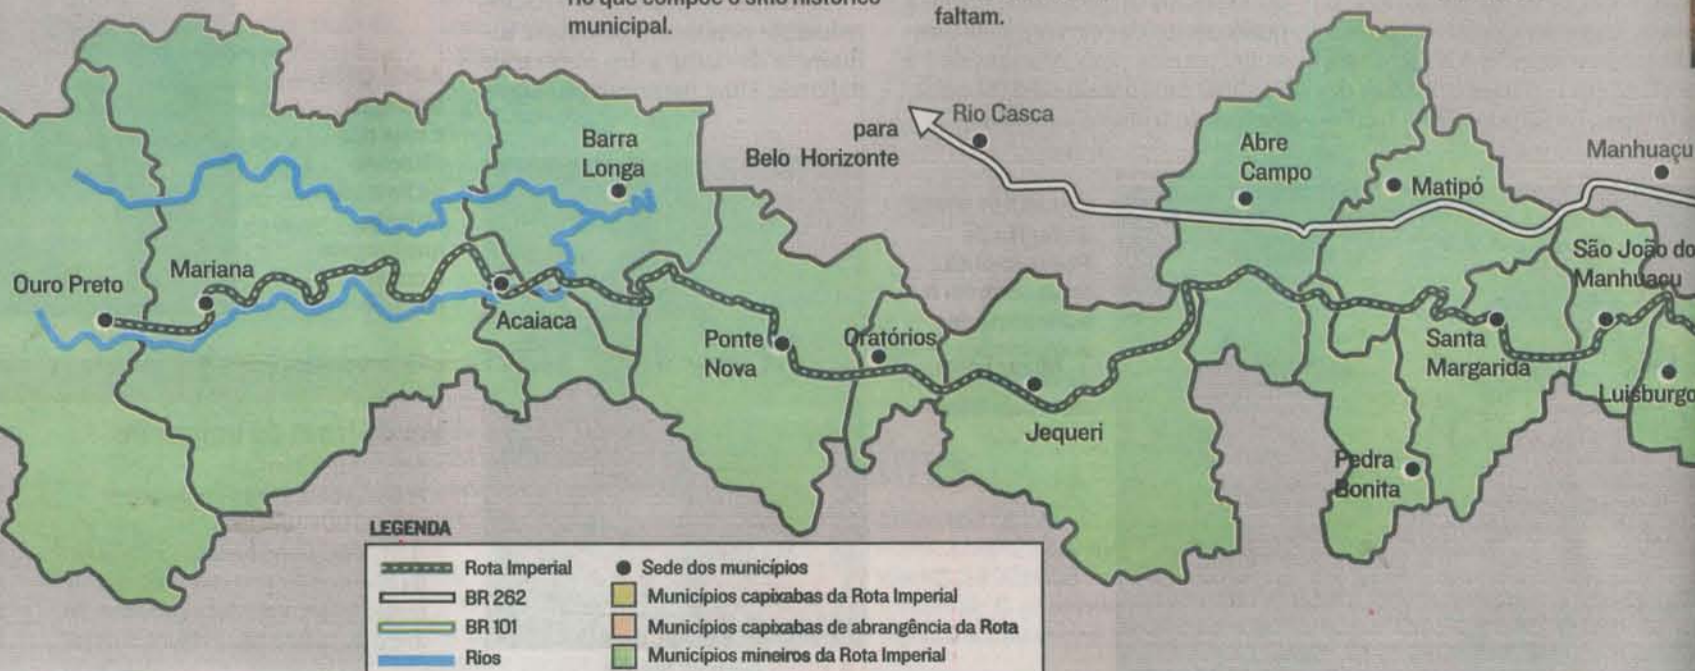 municipal.
faltam.
Barra
Longa
para
Belo Horizonte
Rio Casca
Abre
Campo
Matipó
Manhuaçu
São João do
Manhuaçu
Ouro Preto
Mariana
Acaiaca
Ponte
Nova
Oratórios
Jequeri
Santa
Margarida
Luisburgo
Pedra
Bonita
LEGENDA
Rota Imperial
BR 262
BR 101
Rios
Sede dos municípios
Municípios capixabas da Rota Imperial
Municípios capixabas de abrangência da Rota
Municípios mineiros da Rota Imperial